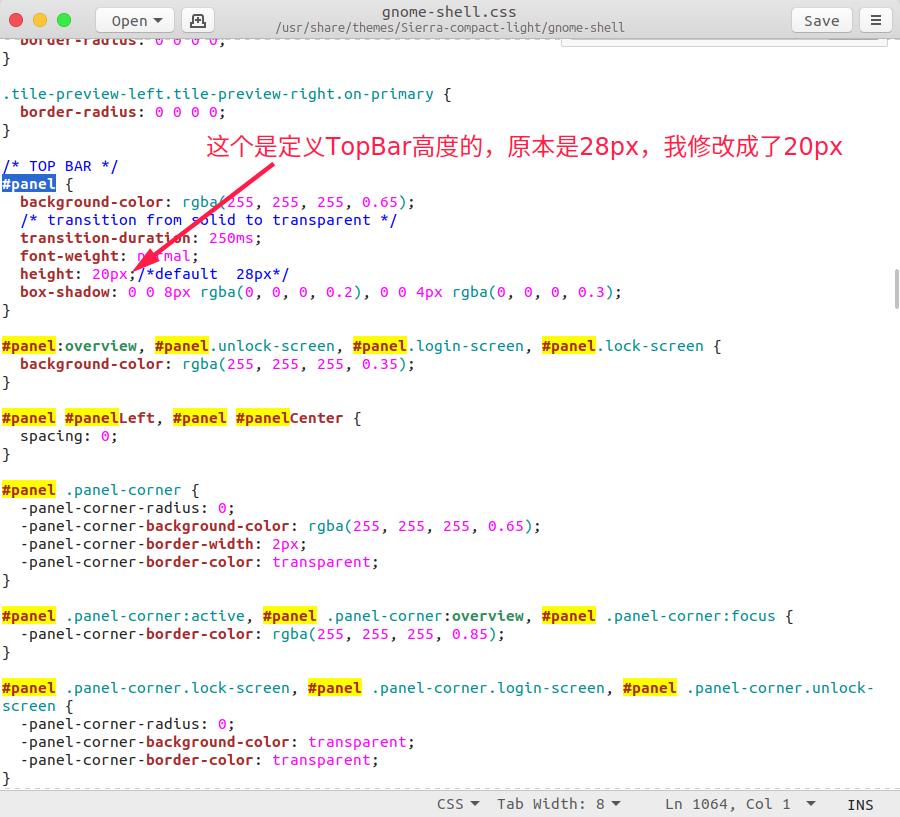 gnome-shell.css
Open
/usr/share/themes/Sierra-compact-light/gnome-shell
Save
border-radius: 0 0 0 0;
}
.tile-preview-left.tile-preview-right.on-primary {
border-radius: 0 0 0 0;
}
这个是定义TopBar高度的，原本是28px，我修改成了20px
/* TOP BAR */
#panel {
background-color: rgba(255, 255, 255, 0.65);
/* transition from solid to transparent */
transition-duration: 250ms;
font-weight: normal;
height: 20px;/*default  28px*/
box-shadow: 0 0 8px rgba(0, 0, 0, 0.2), 0 0 4px rgba(0, 0, 0, 0.3);
}
#panel:overview, #panel.unlock-screen, #panel.login-screen, #panel.lock-screen {
background-color: rgba(255, 255, 255, 0.35);
}
#panel #panelLeft, #panel #panelCenter {
spacing: 0;
}
#panel .panel-corner {
-panel-corner-radius: 0;
-panel-corner-background-color: rgba(255, 255, 255, 0.65);
-panel-corner-border-width: 2px;
-panel-corner-border-color: transparent;
}
#panel .panel-corner:active, #panel .panel-corner:overview, #panel .panel-corner:focus {
-panel-corner-border-color: rgba(255, 255, 255, 0.85);
}
#panel .panel-corner.lock-screen, #panel .panel-corner.login-screen, #panel .panel-corner.unlock-
screen {
-panel-corner-radius: 0;
-panel-corner-background-color: transparent;
-panel-corner-border-color: transparent;
}
CSS Tab Width: 8 Ln 1064, Col 1 INS